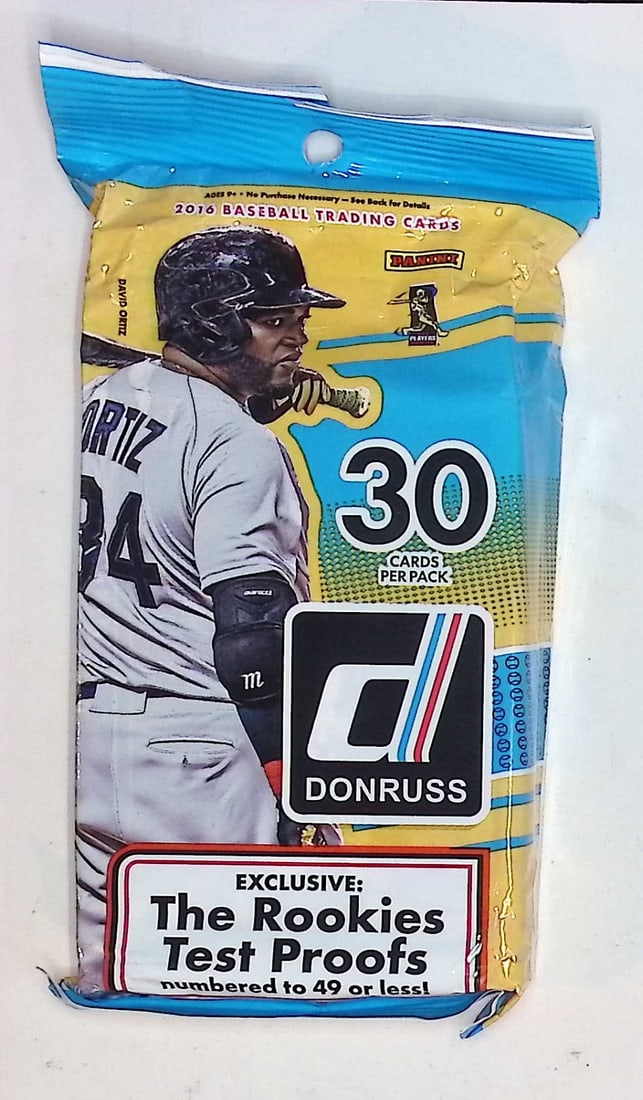 AGES 9+ • No Purchase Necessary — See Back for Details
2016 BASEBALL TRADING CARDS
PANINI
PLAYERS
DAVID ORTIZ
ORTIZ
34
30
CARDS
PER PACK
marucci
m
d
DONRUSS
EXCLUSIVE:
The Rookies
Test Proofs
numbered to 49 or less!